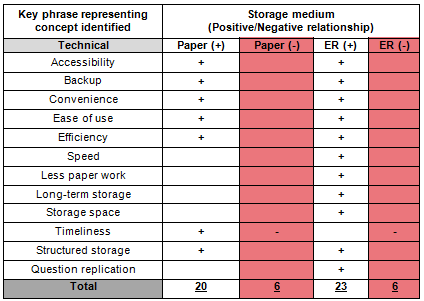 Key phrase representing concept identified Storage medium (Positive/Negative relationship)
Technical Paper (+) Paper (-) ER (+) ER (-)
Accessibility + +
Backup + +
Convenience + +
Ease of use + +
Efficiency + +
Speed +
Less paper work +
Long-term storage +
Storage space +
Timeliness + - -
Structured storage + +
Question replication +
Total 20 6 23 6